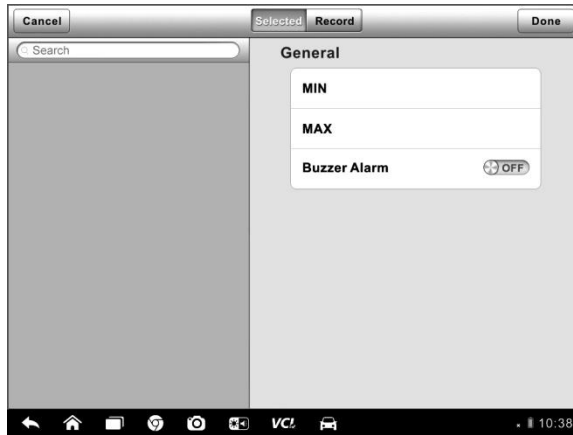 Cancel
Selected
Record
Done
Search
General
MIN
MAX
Buzzer Alarm
OFF
VCI
10:38